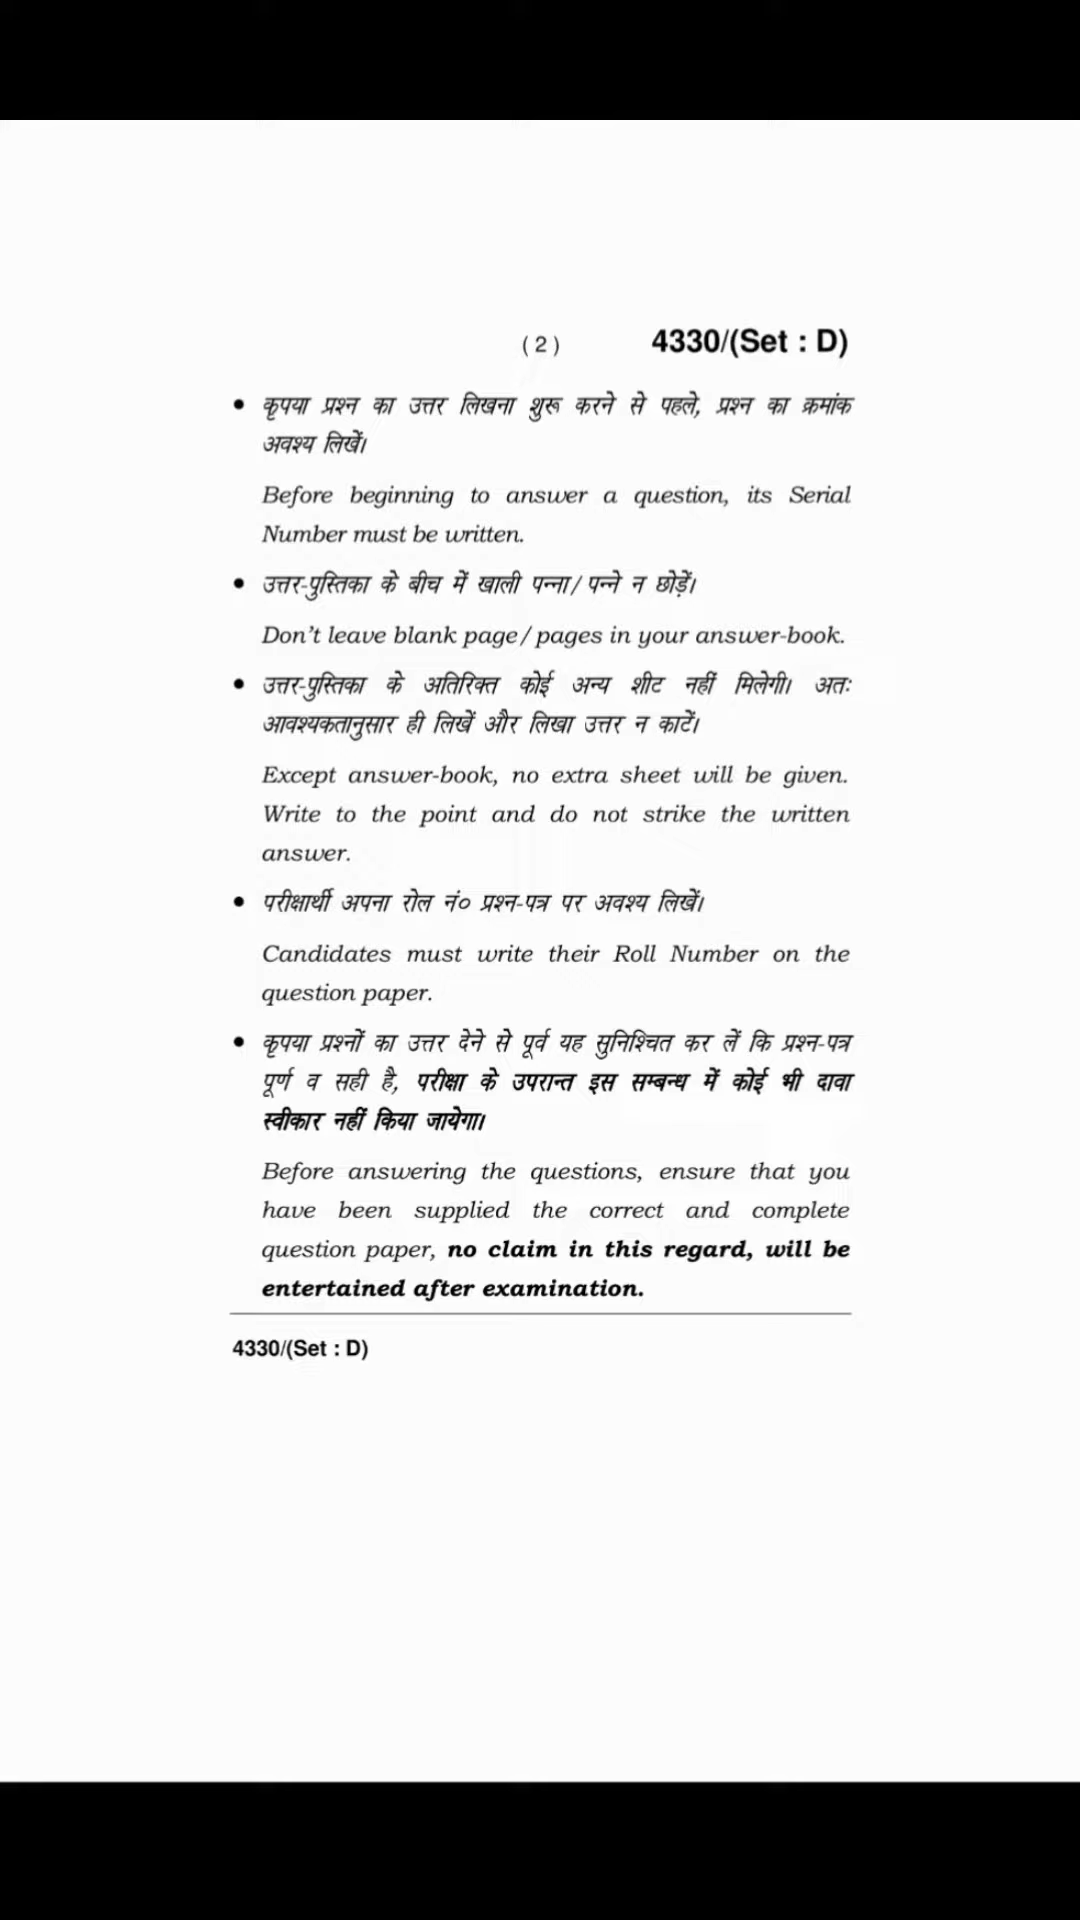 ( 2 ) 4330/(Set : D)
• कृपया प्रश्न का उत्तर लिखना शुरू करने से पहले, प्रश्न का क्रमांक
अवश्य लिखें।
Before beginning to answer a question, its Serial
Number must be written.
• उत्तर-पुस्तिका के बीच में खाली पन्ना/पन्ने न छोड़ें।
Don't leave blank page/pages in your answer-book.
• उत्तर-पुस्तिका के अतिरिक्त कोई अन्य शीट नहीं मिलेगी। अतः
आवश्यकतानुसार ही लिखें और लिखा उत्तर न काटें।
Except answer-book, no extra sheet will be given.
Write to the point and do not strike the written
answer.
• परीक्षार्थी अपना रोल नं० प्रश्न-पत्र पर अवश्य लिखें।
Candidates must write their Roll Number on the
question paper.
• कृपया प्रश्नों का उत्तर देने से पूर्व यह सुनिश्चित कर लें कि प्रश्न-पत्र
पूर्ण व सही है, परीक्षा के उपरान्त इस सम्बन्ध में कोई भी दावा
स्वीकार नहीं किया जायेगा।
Before answering the questions, ensure that you
have been supplied the correct and complete
question paper, no claim in this regard, will be
entertained after examination.
4330/(Set : D)